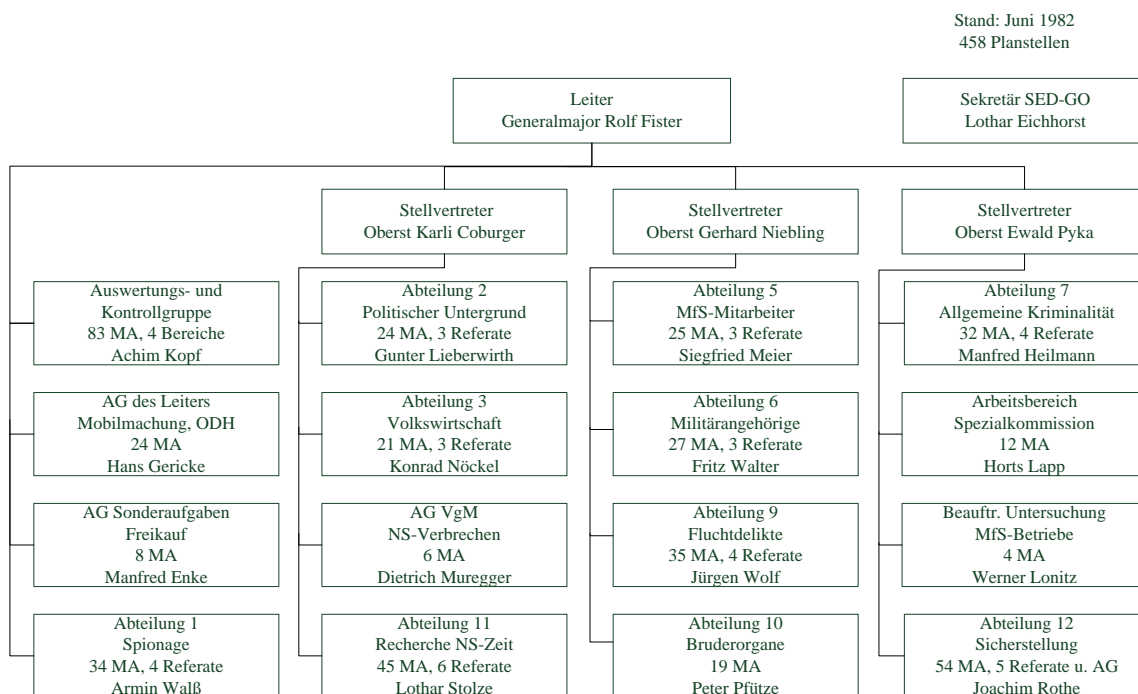 Stand: Juni 1982
458 Planstellen
Leiter
Generalmajor Rolf Fister
Sekretär SED-GO
Lothar Eichhorst
Stellvertreter
Oberst Karli Coburger
Stellvertreter
Oberst Gerhard Niebling
Stellvertreter
Oberst Ewald Pyka
Auswertungs- und
Kontrollgruppe
83 MA, 4 Bereiche
Achim Kopf
Abteilung 2
Politischer Untergrund
24 MA, 3 Referate
Gunter Lieberwirth
Abteilung 5
MfS-Mitarbeiter
25 MA, 3 Referate
Siegfried Meier
Abteilung 7
Allgemeine Kriminalität
32 MA, 4 Referate
Manfred Heilmann
AG des Leiters
Mobilmachung, ODH
24 MA
Hans Gericke
Abteilung 3
Volkswirtschaft
21 MA, 3 Referate
Konrad Nöckel
Abteilung 6
Militärangehörige
27 MA, 3 Referate
Fritz Walter
Arbeitsbereich
Spezialkommission
12 MA
Horts Lapp
AG Sonderaufgaben
Freikauf
8 MA
Manfred Enke
AG VgM
NS-Verbrechen
6 MA
Dietrich Muregger
Abteilung 9
Fluchtdelikte
35 MA, 4 Referate
Jürgen Wolf
Beauftr. Untersuchung
MfS-Betriebe
4 MA
Werner Lonitz
Abteilung 1
Spionage
34 MA, 4 Referate
Armin Walß
Abteilung 11
Recherche NS-Zeit
45 MA, 6 Referate
Lothar Stolze
Abteilung 10
Bruderorgane
19 MA
Peter Pfütze
Abteilung 12
Sicherstellung
54 MA, 5 Referate u. AG
Joachim Rothe